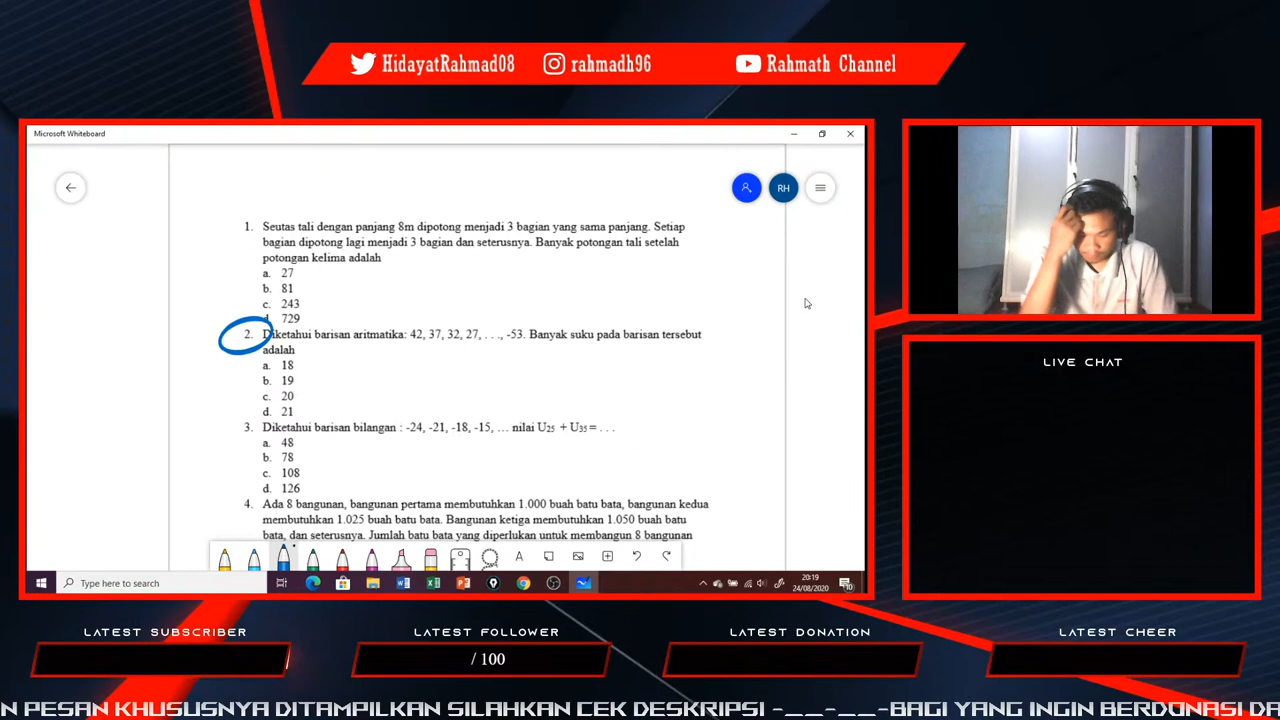 HidayatRahmad08 rahmadh96 Rahmath Channel
Microsoft Whiteboard
RH
1. Seutas tali dengan panjang 8m dipotong menjadi 3 bagian yang sama panjang. Setiap
bagian dipotong lagi menjadi 3 bagian dan seterusnya. Banyak potongan tali setelah
potongan kelima adalah
a. 27
b. 81
c. 243
d. 729
2. Diketahui barisan aritmatika: 42, 37, 32, 27, . . ., -53. Banyak suku pada barisan tersebut
adalah
a. 18
b. 19
c. 20
d. 21
3. Diketahui barisan bilangan : -24, -21, -18, -15, … nilai U25 + U35 = . . .
a. 48
b. 78
c. 108
d. 126
4. Ada 8 bangunan, bangunan pertama membutuhkan 1.000 buah batu bata, bangunan kedua
membutuhkan 1.025 buah batu bata. Bangunan ketiga membutuhkan 1.050 buah batu
bata, dan seterusnya. Jumlah batu bata yang diperlukan untuk membangun 8 bangunan
Type here to search
20:19
24/08/2020
LIVE CHAT
LATEST SUBSCRIBER LATEST FOLLOWER LATEST DONATION LATEST CHEER
/ 100
N PESAN KHUSUSNYA DITAMPILKAN SILAHKAN CEK DESKRIPSI -__-__-BAGI YANG INGIN BERDONASI DA